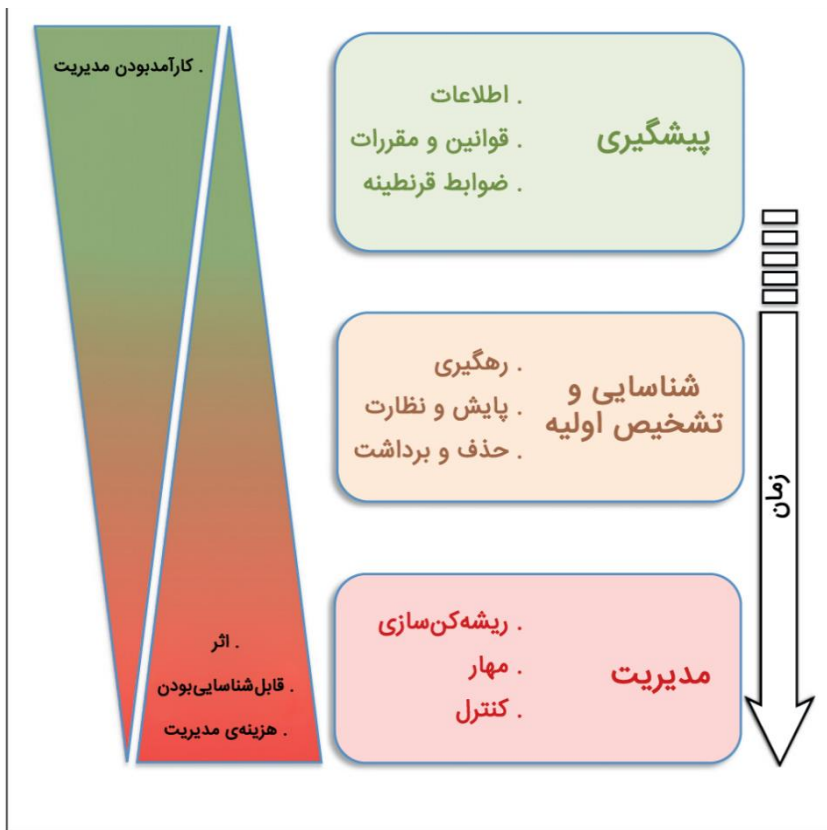 . کارآمدبودن مدیریت
پیشگیری
. اطلاعات
. قوانین و مقررات
. ضوابط قرنطینه
شناسایی و
تشخیص اولیه
. رهگیری
. پایش و نظارت
. حذف و برداشت
زمان
مدیریت
. ریشه‌کن‌سازی
. مهار
. کنترل
. اثر
. قابل‌شناسایی‌بودن
. هزینه‌ی مدیریت